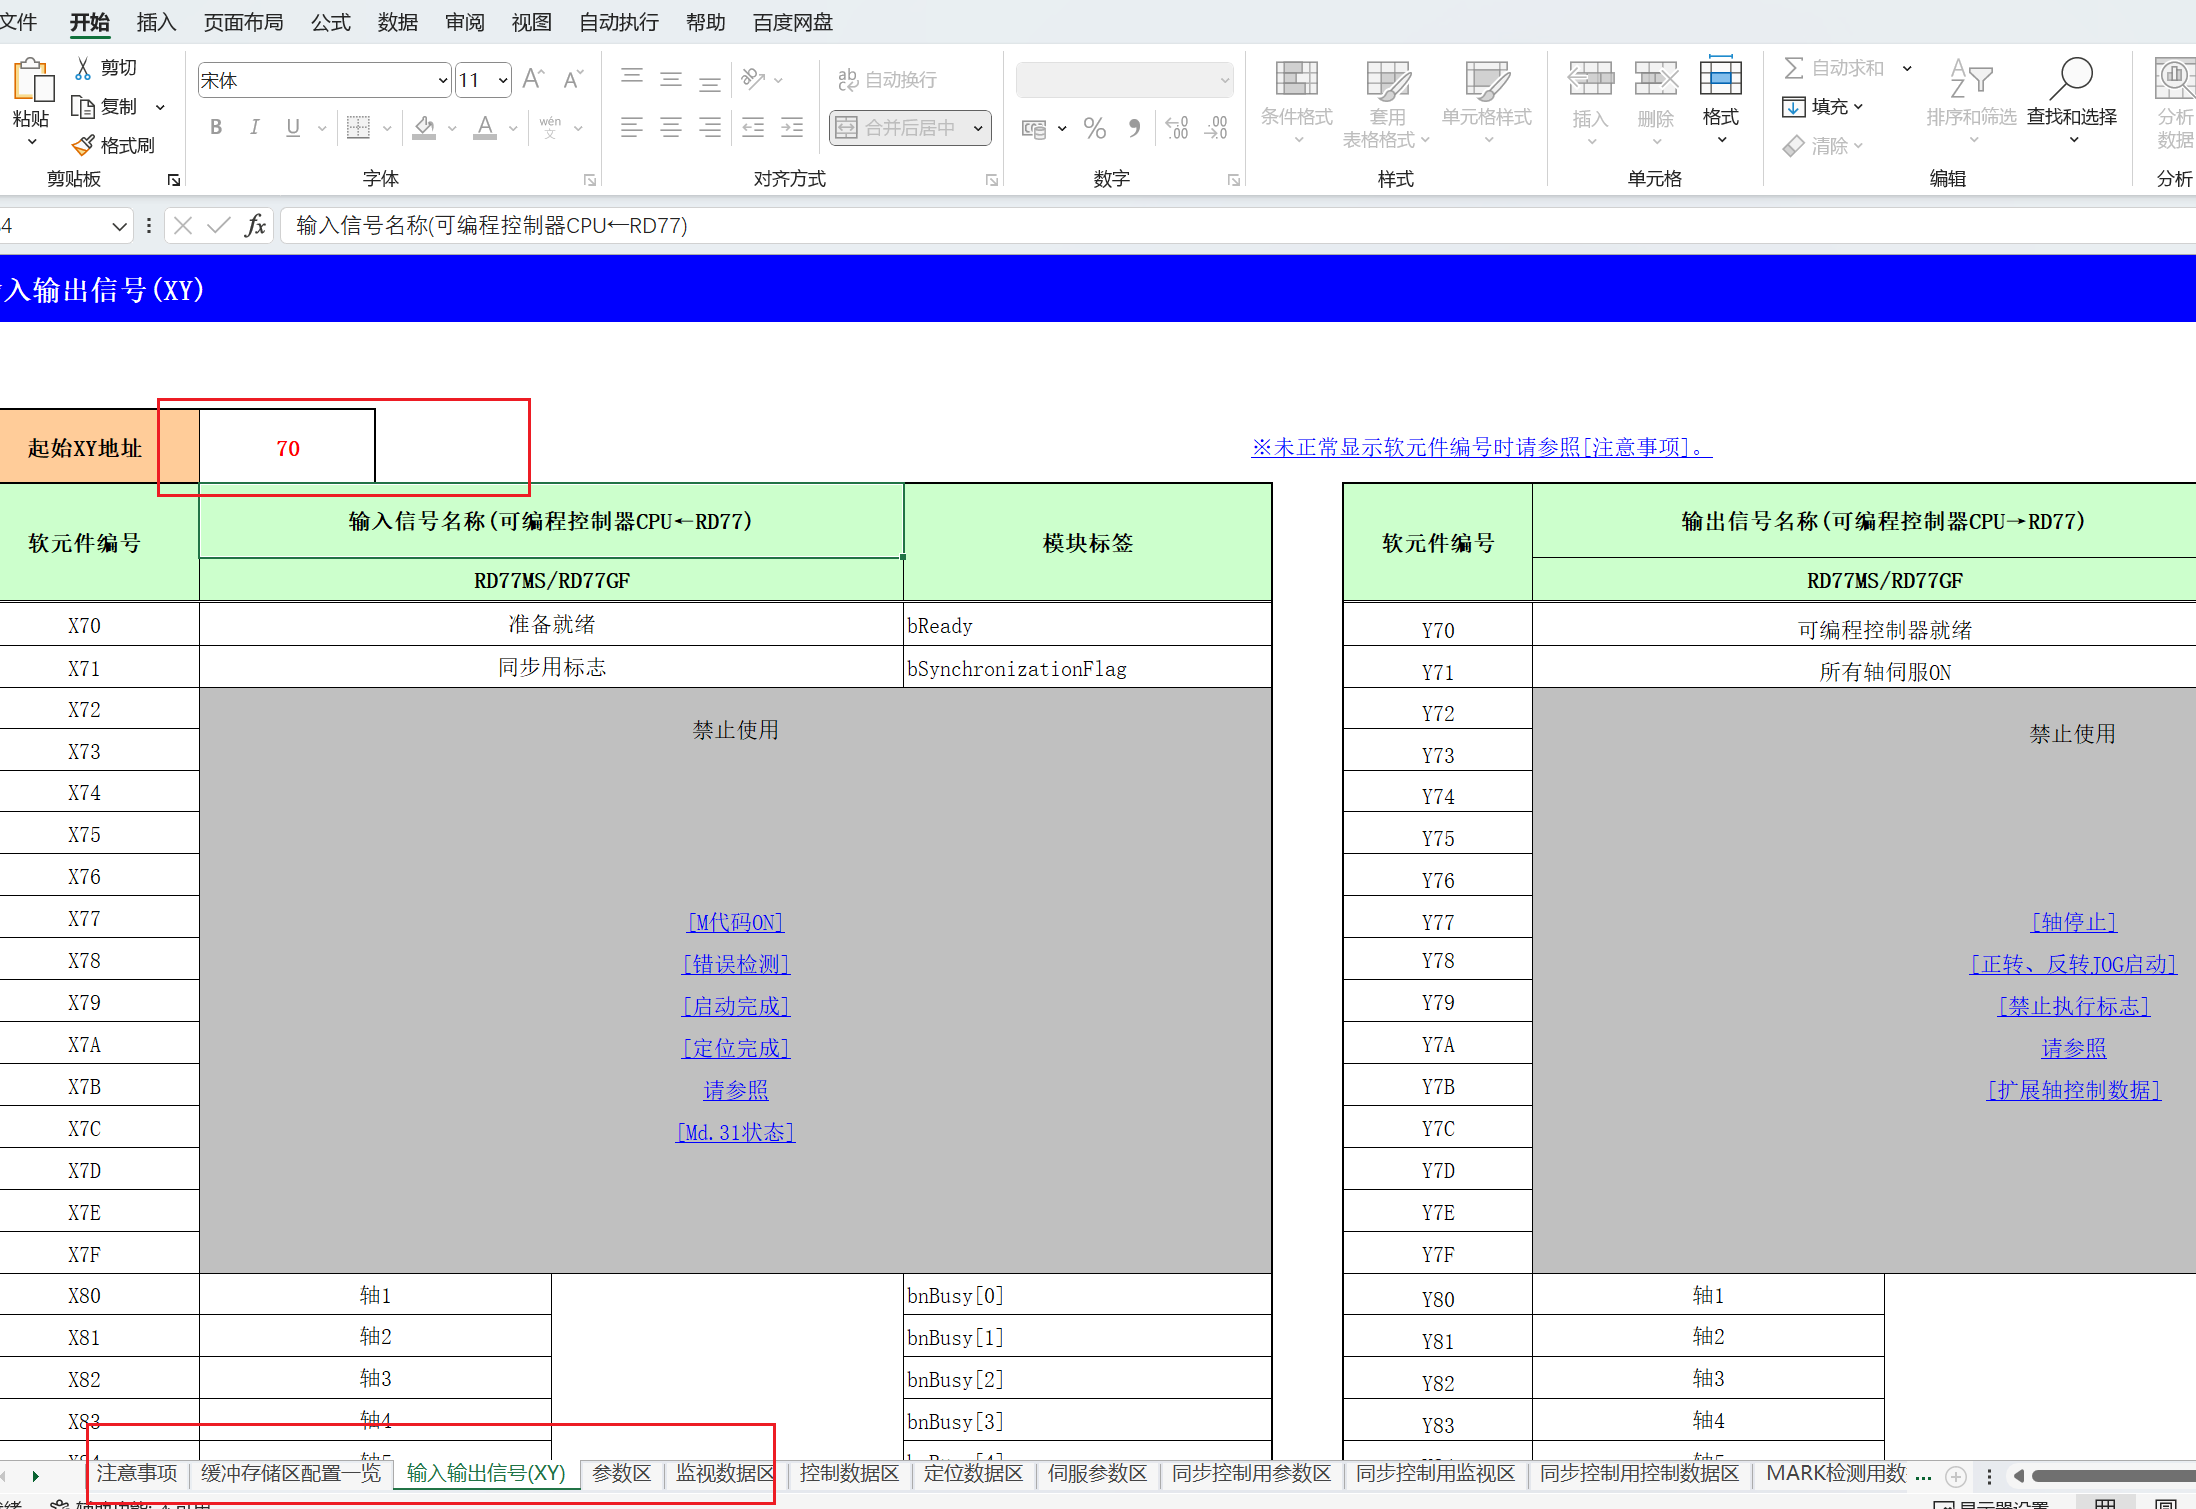 文件 开始 插入 页面布局 公式 数据 审阅 视图 自动执行 帮助 百度网盘
剪切
复制
粘贴
格式刷
剪贴板
宋体 11
B I U
wén 文
字体
自动换行
合并后居中
对齐方式
数字
条件格式
套用
表格格式
单元格样式
样式
插入
删除
格式
单元格
自动求和
填充
清除
排序和筛选
查找和选择
编辑
分析
数据
分析
4 fx 输入信号名称(可编程控制器CPU←RD77)
入输出信号(XY)
起始XY地址 70 ※未正常显示软元件编号时请参照[注意事项]。
软元件编号 输入信号名称(可编程控制器CPU←RD77) 模块标签 软元件编号 输出信号名称(可编程控制器CPU→RD77)
RD77MS/RD77GF RD77MS/RD77GF
X70 准备就绪 bReady Y70 可编程控制器就绪
X71 同步用标志 bSynchronizationFlag Y71 所有轴伺服ON
X72 禁止使用 Y72 禁止使用
X73 Y73
X74 Y74
X75 Y75
X76 Y76
X77 [M代码ON] Y77 [轴停止]
X78 [错误检测] Y78 [正转、反转JOG启动]
X79 [启动完成] Y79 [禁止执行标志]
X7A [定位完成] Y7A 请参照
X7B 请参照 Y7B [扩展轴控制数据]
X7C [Md.31状态] Y7C
X7D Y7D
X7E Y7E
X7F Y7F
X80 轴1 bnBusy[0] Y80 轴1
X81 轴2 bnBusy[1] Y81 轴2
X82 轴3 bnBusy[2] Y82 轴3
X83 轴4 bnBusy[3] Y83 轴4
注意事项 缓冲存储区配置一览 输入输出信号(XY) 参数区 监视数据区 控制数据区 定位数据区 伺服参数区 同步控制用参数区 同步控制用监视区 同步控制用控制数据区 MARK检测用数 ...
显示器设置